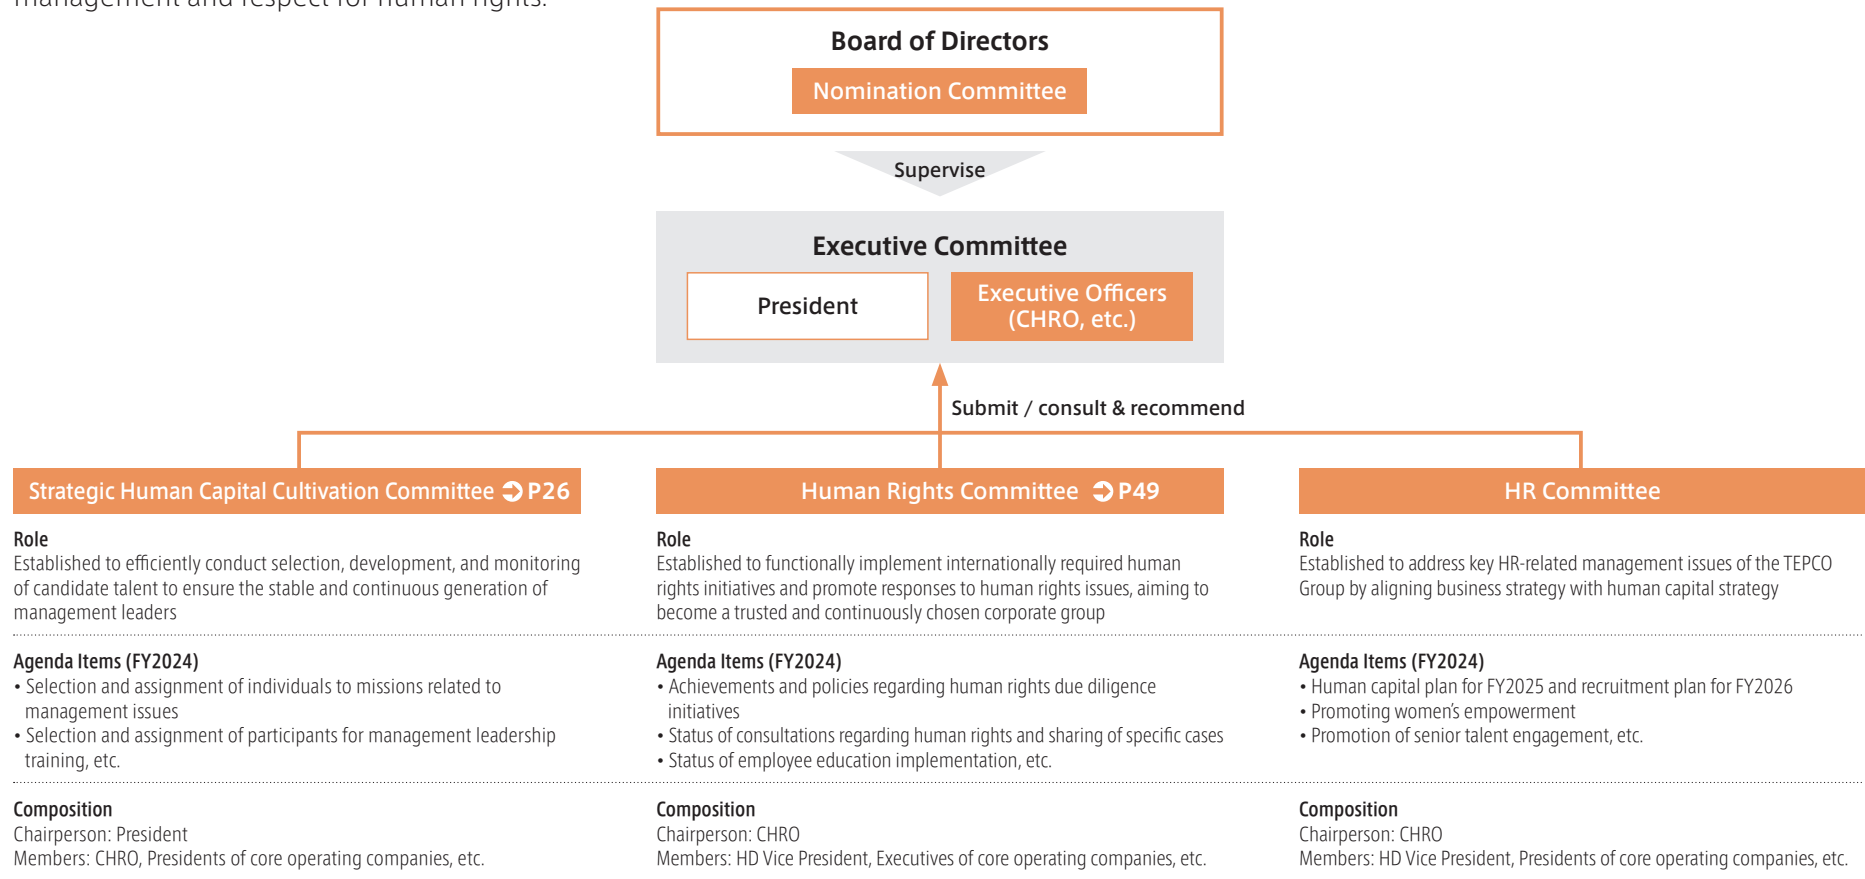 management and respect for human rights.
Board of Directors
Nomination Committee
Supervise
Executive Committee
President
Executive Officers
(CHRO, etc.)
Submit / consult & recommend
Strategic Human Capital Cultivation Committee ➲ P26
Role
Established to efficiently conduct selection, development, and monitoring
of candidate talent to ensure the stable and continuous generation of
management leaders
Agenda Items (FY2024)
• Selection and assignment of individuals to missions related to
management issues
• Selection and assignment of participants for management leadership
training, etc.
Composition
Chairperson: President
Members: CHRO, Presidents of core operating companies, etc.
Human Rights Committee ➲ P49
Role
Established to functionally implement internationally required human
rights initiatives and promote responses to human rights issues, aiming to
become a trusted and continuously chosen corporate group
Agenda Items (FY2024)
• Achievements and policies regarding human rights due diligence
initiatives
• Status of consultations regarding human rights and sharing of specific cases
• Status of employee education implementation, etc.
Composition
Chairperson: CHRO
Members: HD Vice President, Executives of core operating companies, etc.
HR Committee
Role
Established to address key HR-related management issues of the TEPCO
Group by aligning business strategy with human capital strategy
Agenda Items (FY2024)
• Human capital plan for FY2025 and recruitment plan for FY2026
• Promoting women's empowerment
• Promotion of senior talent engagement, etc.
Composition
Chairperson: CHRO
Members: HD Vice President, Presidents of core operating companies, etc.